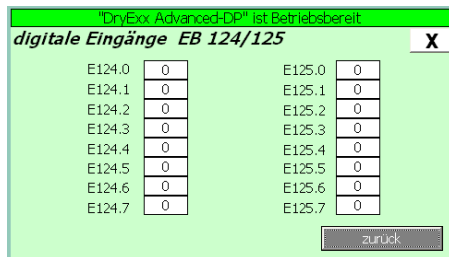 "DryExx Advanced-DP" ist Betriebsbereit
digitale Eingänge EB 124/125 X
E124.0 0 E125.0 0
E124.1 0 E125.1 0
E124.2 0 E125.2 0
E124.3 0 E125.3 0
E124.4 0 E125.4 0
E124.5 0 E125.5 0
E124.6 0 E125.6 0
E124.7 0 E125.7 0
zurück